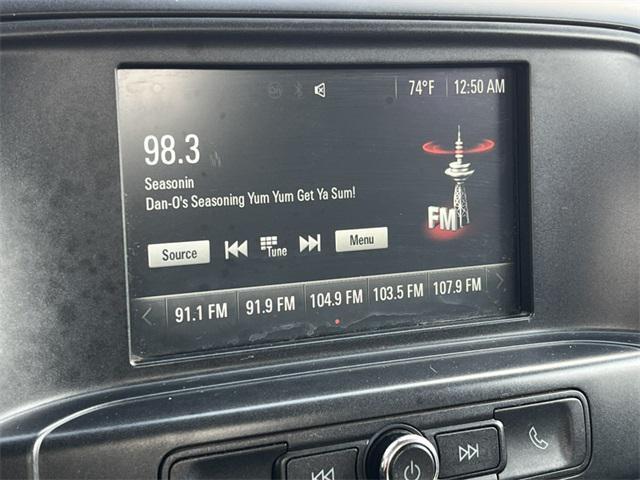 74°F 12:50 AM
98.3
Seasonin
Dan-O's Seasoning Yum Yum Get Ya Sum!
FM
Source Tune Menu
91.1 FM 91.9 FM 104.9 FM 103.5 FM 107.9 FM